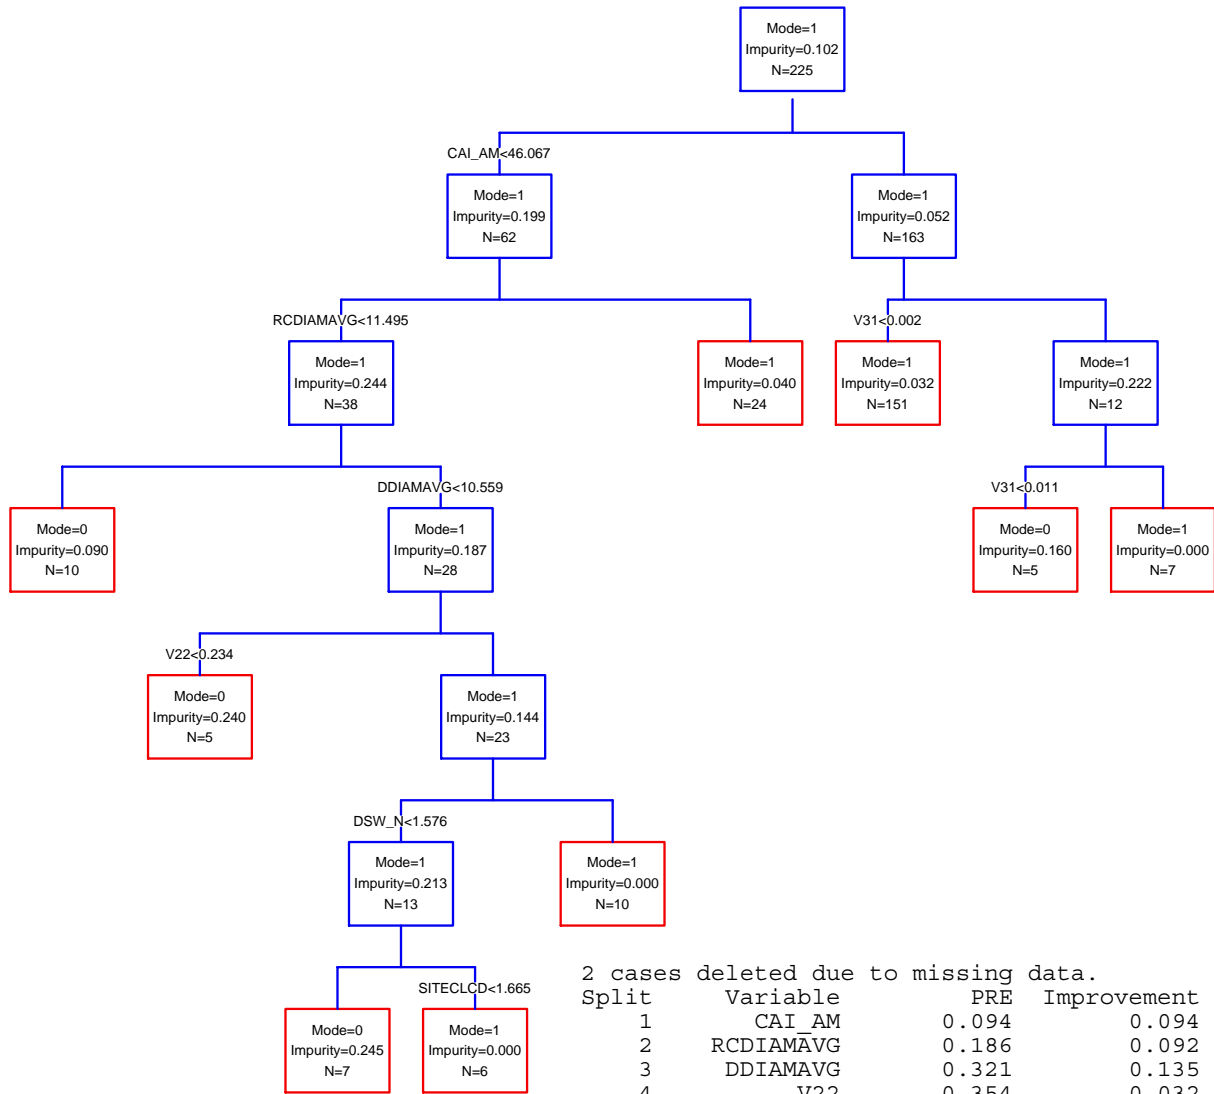 Mode=1
Impurity=0.102
N=225
CAI_AM<46.067
Mode=1
Impurity=0.199
N=62
Mode=1
Impurity=0.052
N=163
RCDIAMAVG<11.495
V31<0.002
Mode=1
Impurity=0.244
N=38
Mode=1
Impurity=0.040
N=24
Mode=1
Impurity=0.032
N=151
Mode=1
Impurity=0.222
N=12
DDIAMAVG<10.559
V31<0.011
Mode=0
Impurity=0.090
N=10
Mode=1
Impurity=0.187
N=28
Mode=0
Impurity=0.160
N=5
Mode=1
Impurity=0.000
N=7
V22<0.234
Mode=0
Impurity=0.240
N=5
Mode=1
Impurity=0.144
N=23
DSW_N<1.576
Mode=1
Impurity=0.213
N=13
Mode=1
Impurity=0.000
N=10
SITECLCD<1.665
Mode=0
Impurity=0.245
N=7
Mode=1
Impurity=0.000
N=6
2 cases deleted due to missing data.
Split Variable PRE Improvement
1 CAI_AM 0.094 0.094
2 RCDIAMAVG 0.186 0.092
3 DDIAMAVG 0.321 0.135
4 V22 0.354 0.032